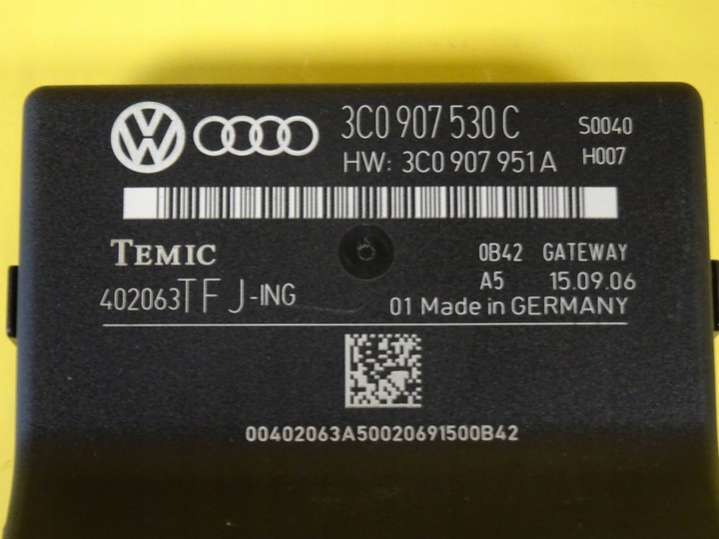 3C0 907 530 C S0040
HW: 3C0 907 951 A H007
TEMIC 0B42 GATEWAY
402063TFJ-ING A5 15.09.06
01 Made in GERMANY
00402063A50020691500B42